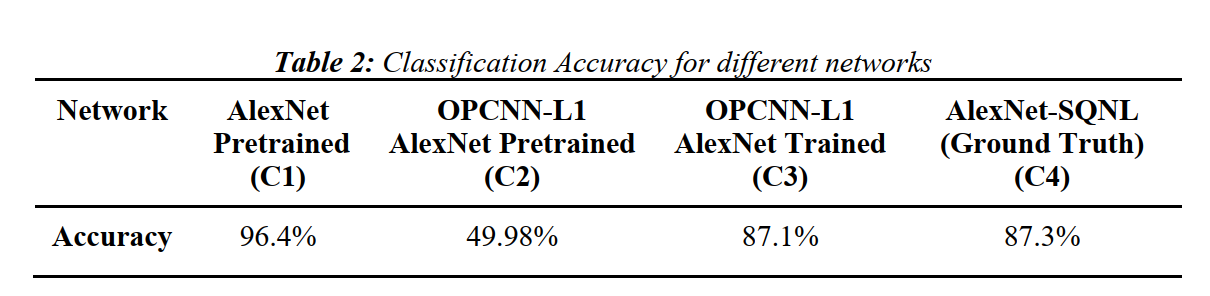 Table 2: Classification Accuracy for different networks
Network AlexNet OPCNN-L1 OPCNN-L1 AlexNet-SQNL
Pretrained AlexNet Pretrained AlexNet Trained (Ground Truth)
(C1) (C2) (C3) (C4)
Accuracy 96.4% 49.98% 87.1% 87.3%